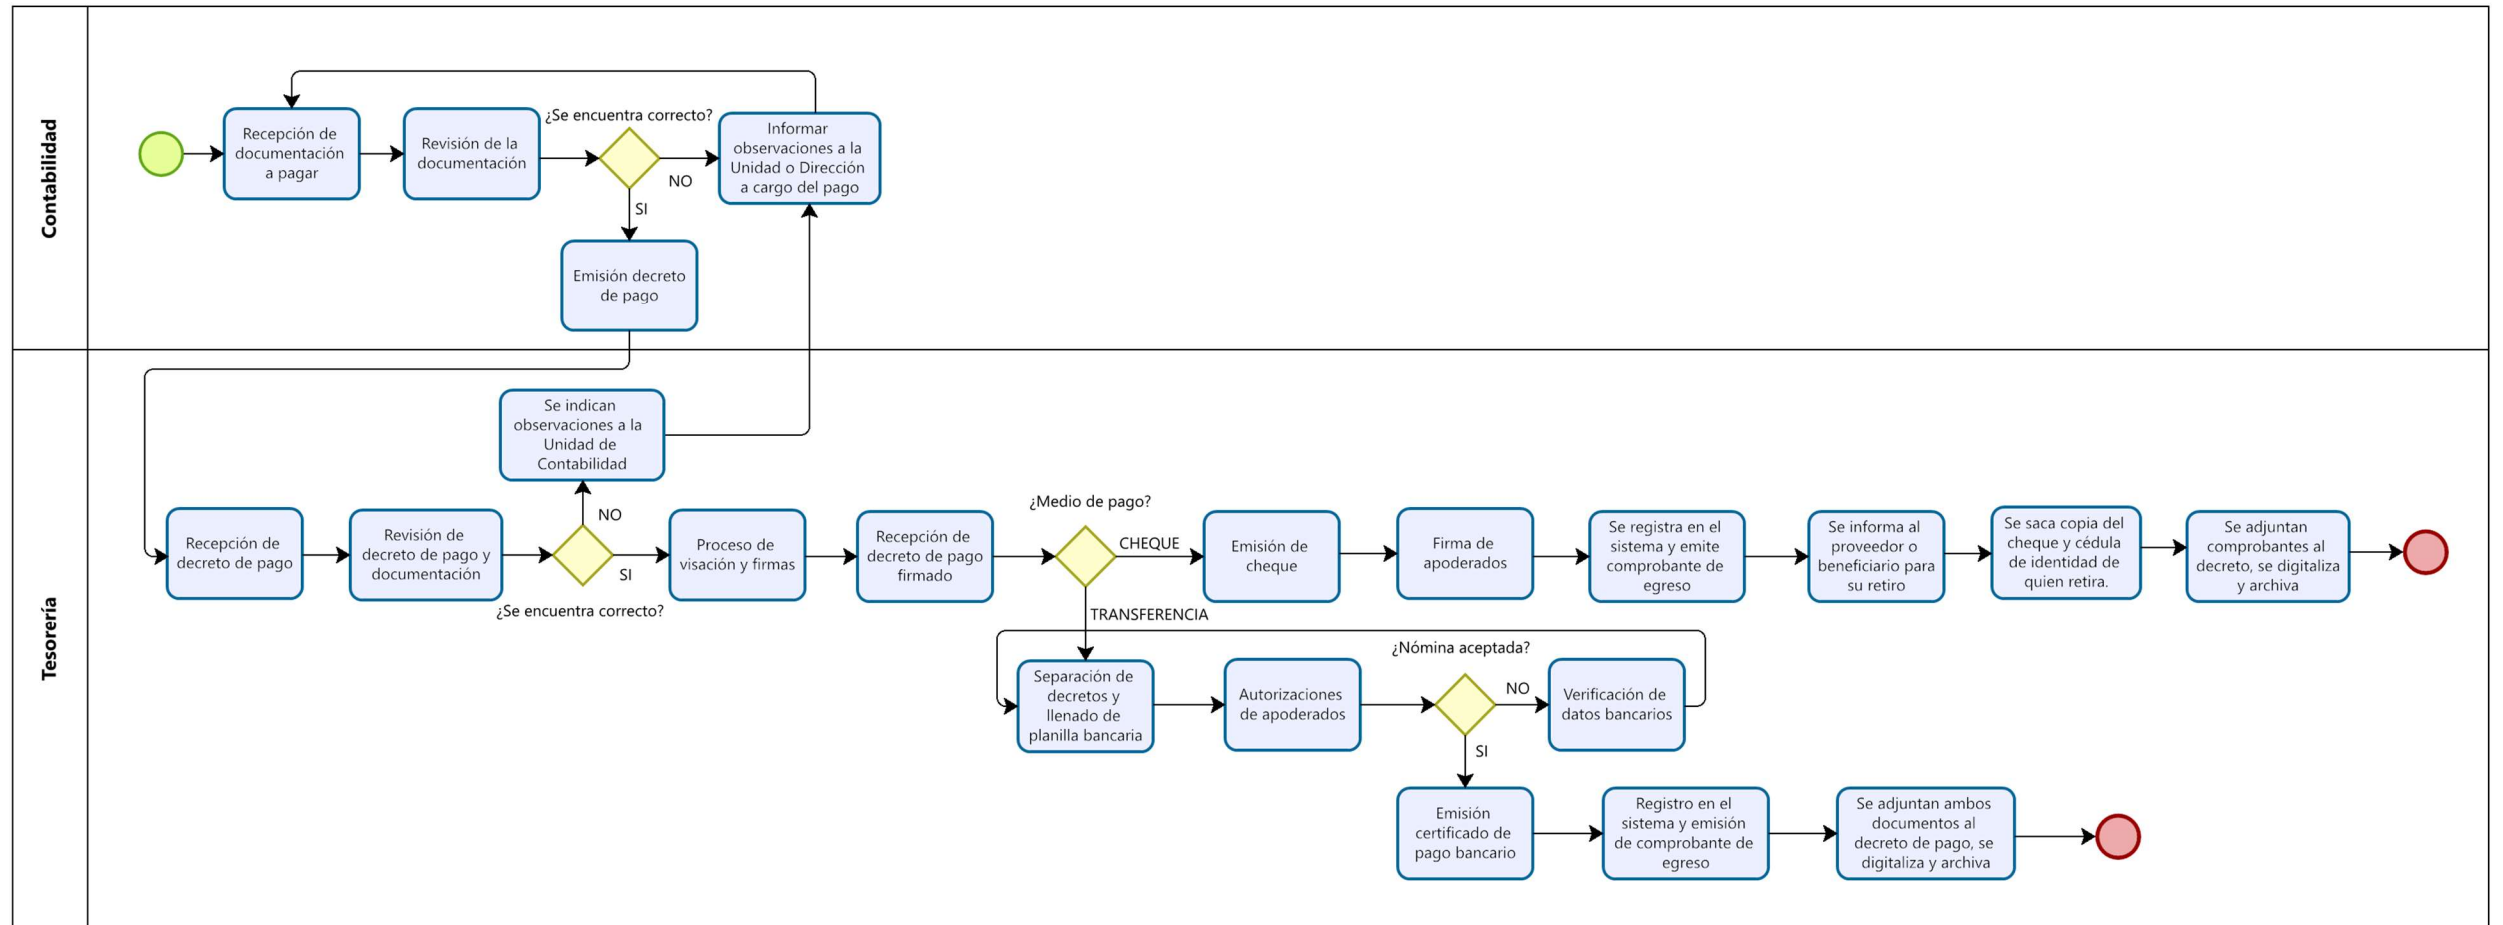 Contabilidad
Recepción de
documentación
a pagar
Revisión de la
documentación
¿Se encuentra correcto?
NO
SI
Informar
observaciones a la
Unidad o Dirección
a cargo del pago
Emisión decreto
de pago
Tesorería
Se indican
observaciones a la
Unidad de
Contabilidad
Recepción de
decreto de pago
Revisión de
decreto de pago y
documentación
NO
SI
¿Se encuentra correcto?
Proceso de
visación y firmas
Recepción de
decreto de pago
firmado
¿Medio de pago?
CHEQUE
TRANSFERENCIA
Emisión de
cheque
Firma de
apoderados
Se registra en el
sistema y emite
comprobante de
egreso
Se informa al
proveedor o
beneficiario para
su retiro
Se saca copia del
cheque y cédula
de identidad de
quien retira.
Se adjuntan
comprobantes al
decreto, se digitaliza
y archiva
Separación de
decretos y
llenado de
planilla bancaria
Autorizaciones
de apoderados
¿Nómina aceptada?
NO
SI
Verificación de
datos bancarios
Emisión
certificado de
pago bancario
Registro en el
sistema y emisión
de comprobante de
egreso
Se adjuntan ambos
documentos al
decreto de pago, se
digitaliza y archiva